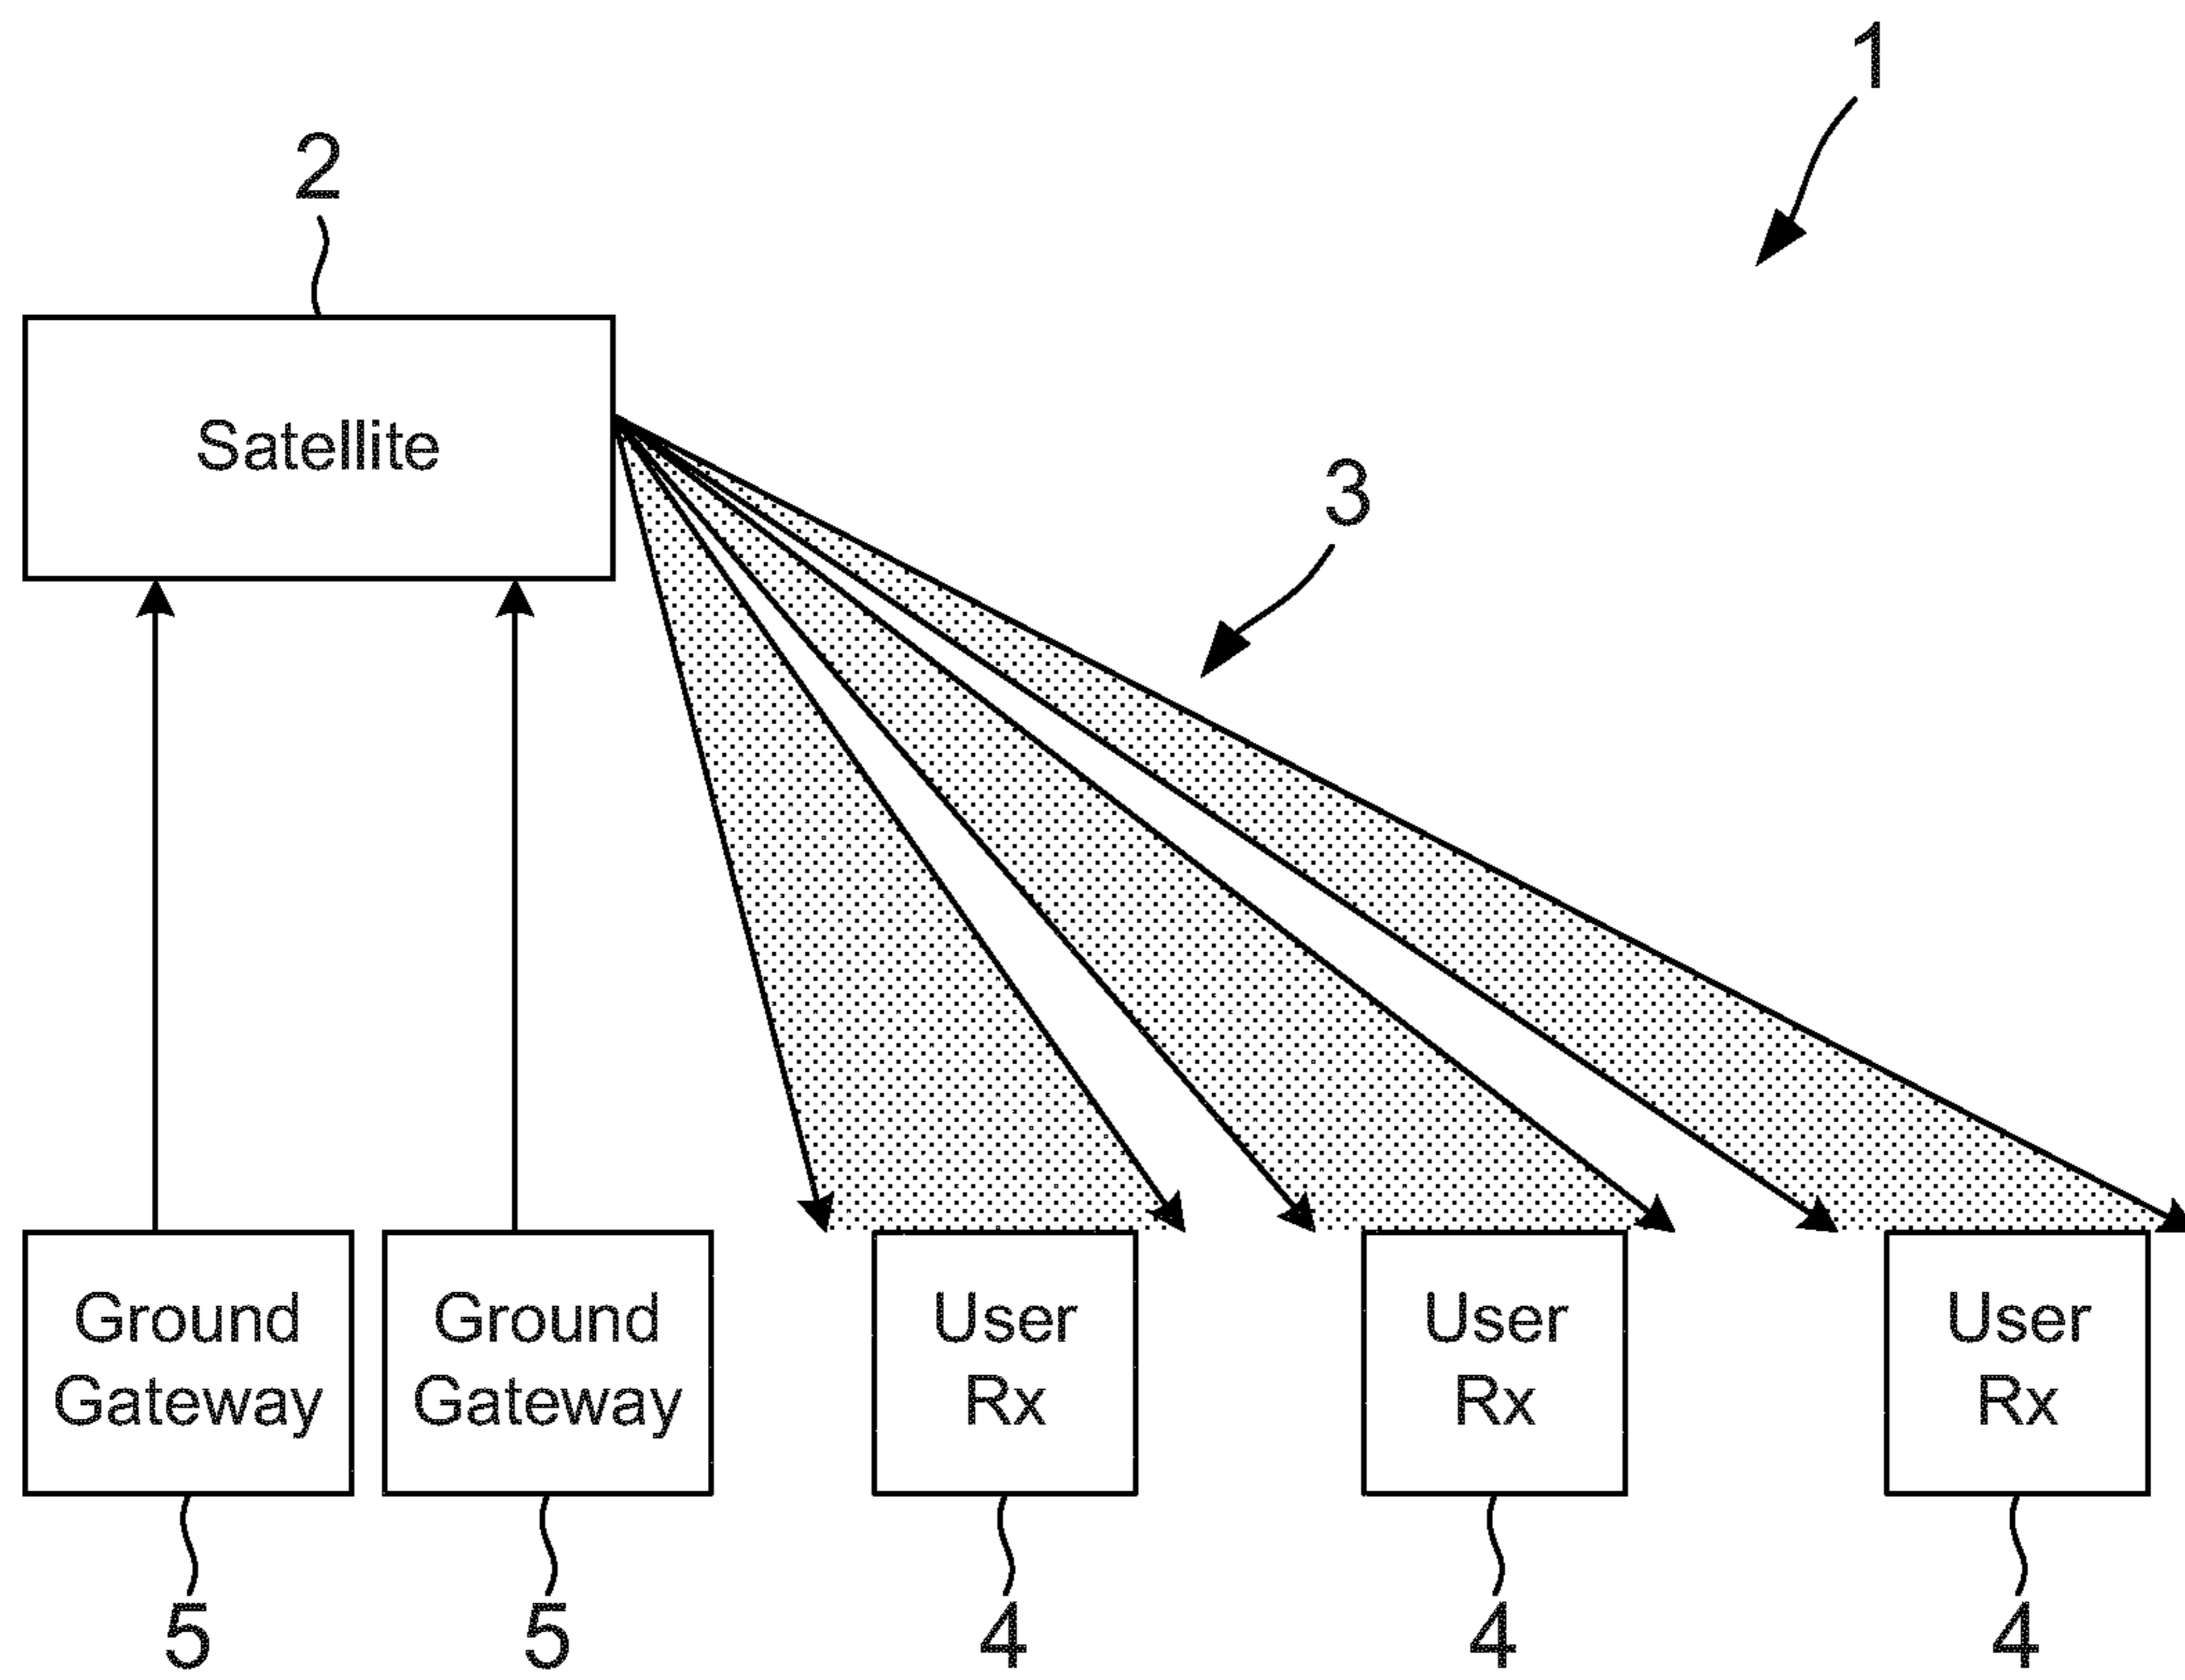 1
2
Satellite
3
Ground
Gateway
Ground
Gateway
User
Rx
User
Rx
User
Rx
5
5
4
4
4